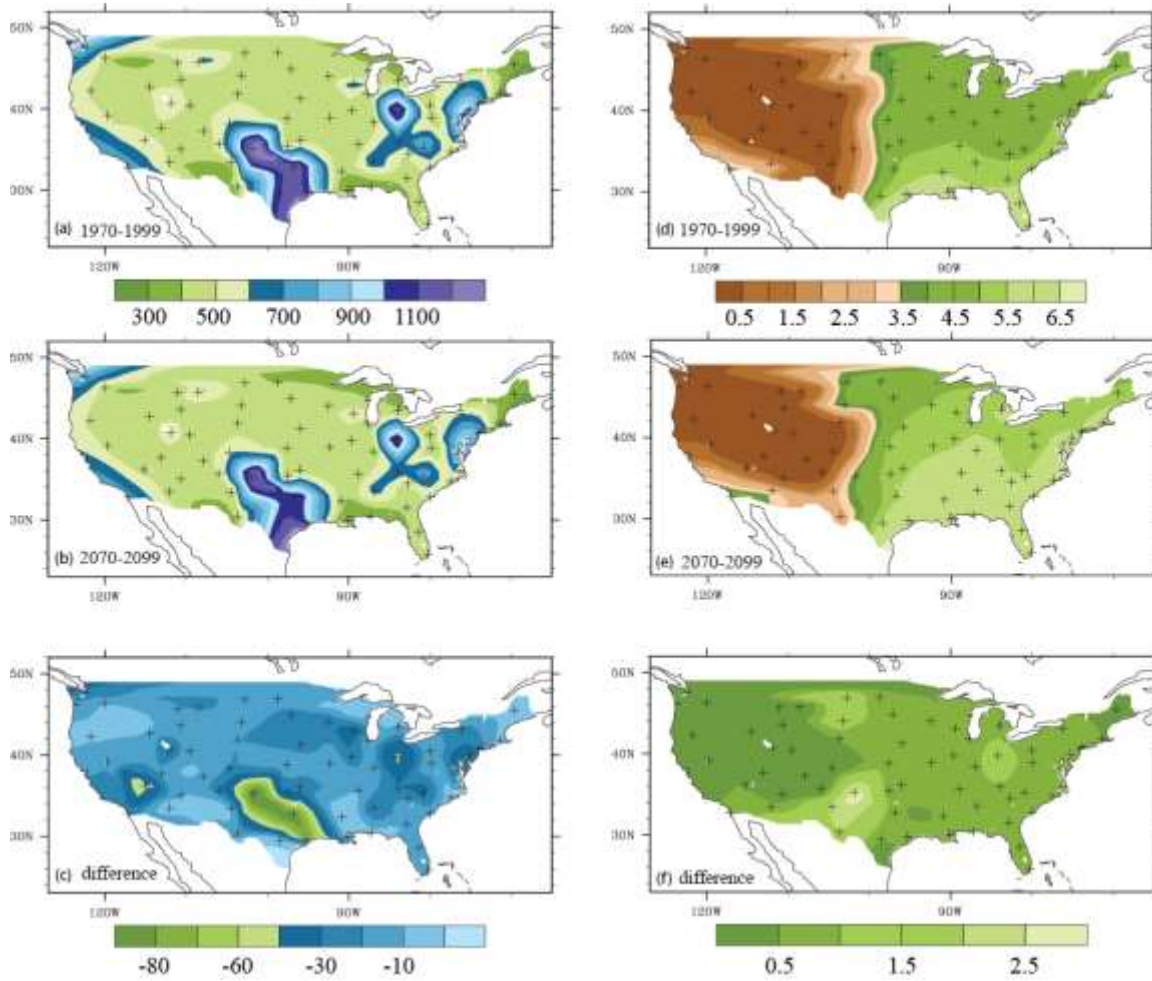 50N
50N
40N
40N
30N
30N
(a) 1970-1999
(d) 1970-1999
120W
90W
120W
90W
300 500 700 900 1100
0.5 1.5 2.5 3.5 4.5 5.5 6.5
50N
50N
40N
40N
30N
30N
(b) 2070-2099
(e) 2070-2099
120W
90W
120W
90W
50N
50N
40N
40N
30N
30N
(c) difference
(f) difference
120W
90W
120W
90W
-80 -60 -30 -10
0.5 1.5 2.5